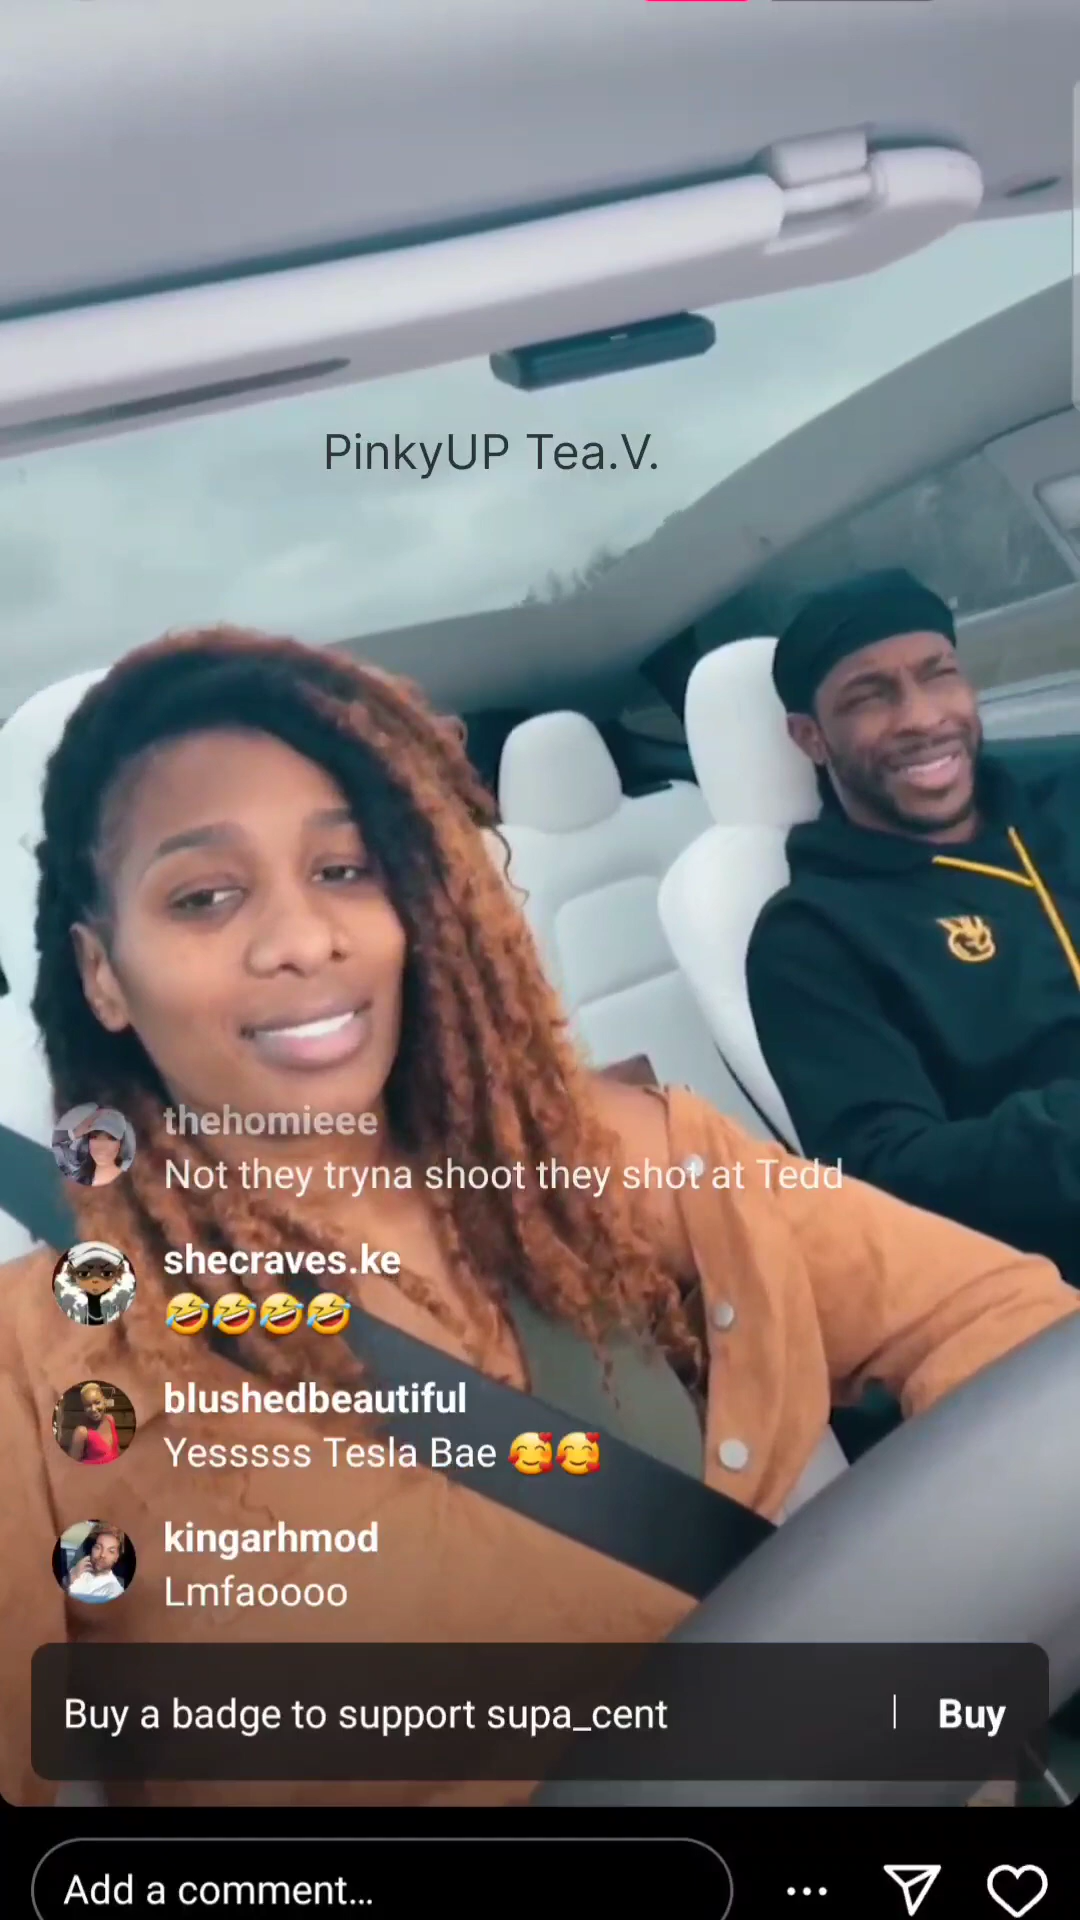 PinkyUP Tea.V.
thehomieee
Not they tryna shoot they shot at Tedd
shecraves.ke
🤣🤣🤣🤣
blushedbeautiful
Yesssss Tesla Bae 🥰🥰
kingarhmod
Lmfaoooo
Buy a badge to support supa_cent | Buy
Add a comment...